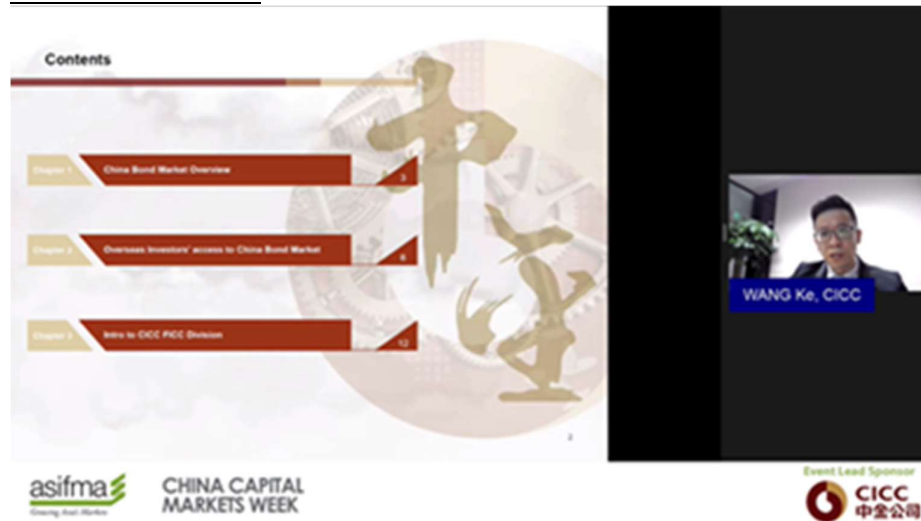 Contents
Chapter 1
China Bond Market Overview
3
Chapter 2
Overseas Investors' access to China Bond Market
6
Chapter 3
Intro to CICC FICC Division
12
中金
2
WANG Ke, CICC
asifma
Growing Asia's Markets
CHINA CAPITAL
MARKETS WEEK
Event Lead Sponsor
CICC
中金公司